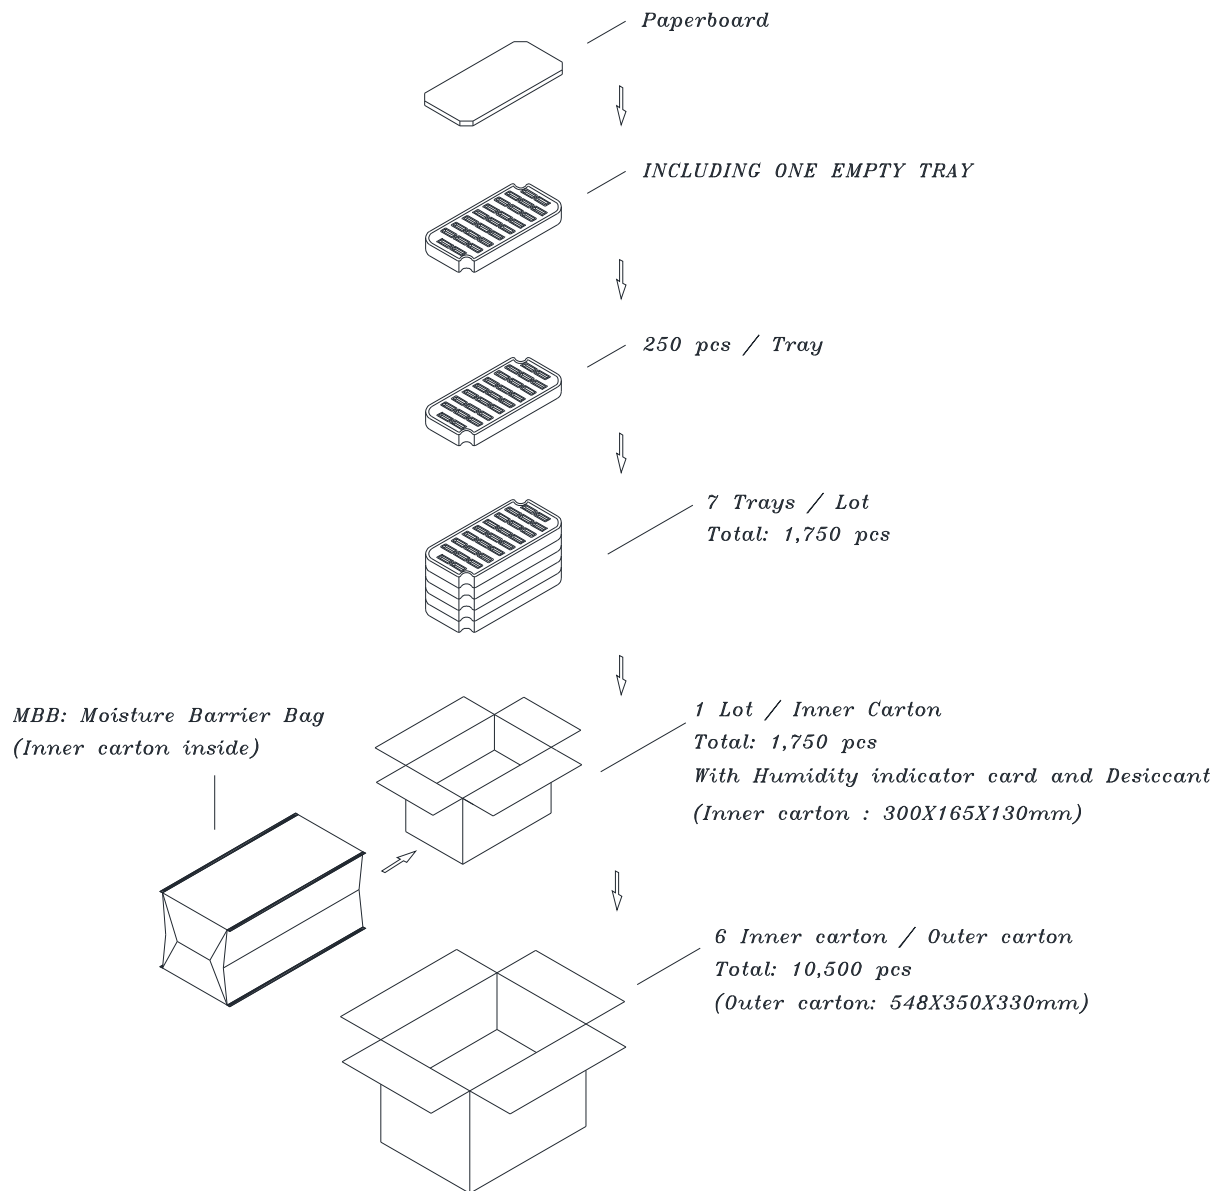 Paperboard
INCLUDING ONE EMPTY TRAY
250 pcs / Tray
7 Trays / Lot
Total: 1,750 pcs
MBB: Moisture Barrier Bag
(Inner carton inside)
1 Lot / Inner Carton
Total: 1,750 pcs
With Humidity indicator card and Desiccant
(Inner carton : 300X165X130mm)
6 Inner carton / Outer carton
Total: 10,500 pcs
(Outer carton: 548X350X330mm)